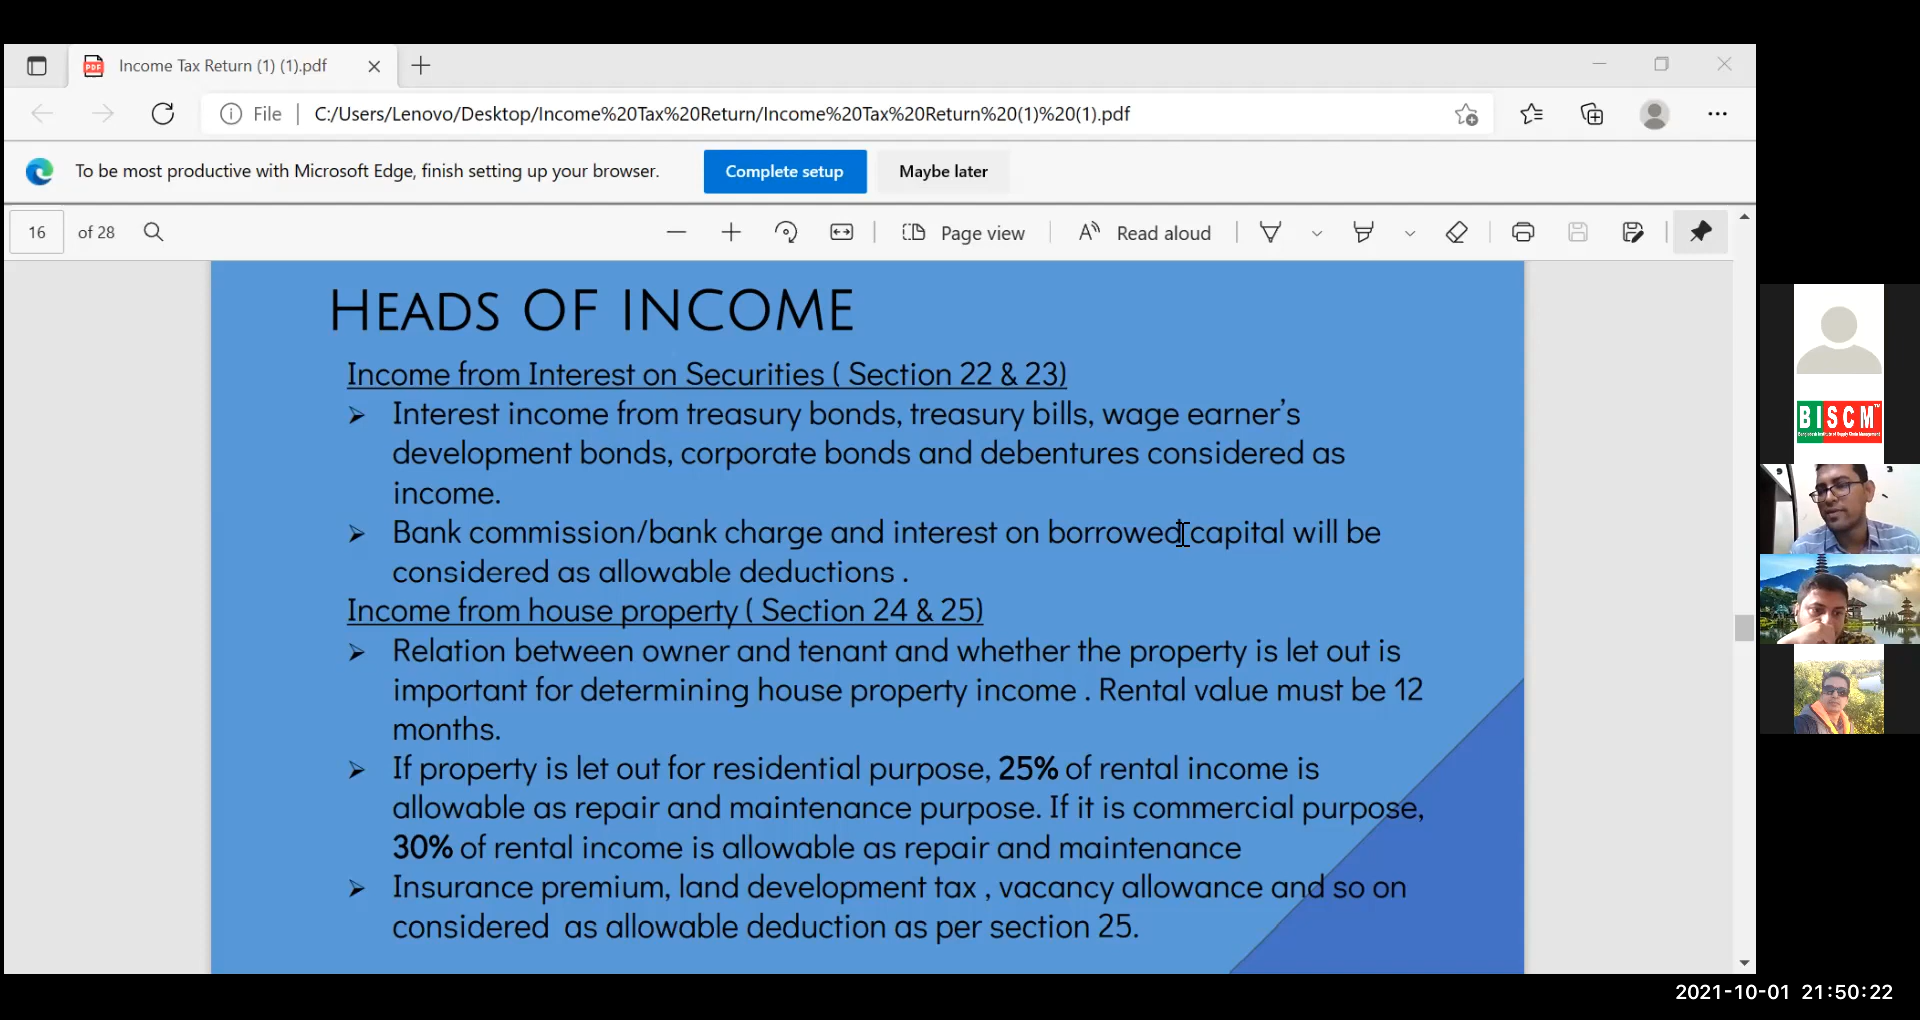 Income Tax Return (1) (1).pdf
File
C:/Users/Lenovo/Desktop/Income%20Tax%20Return/Income%20Tax%20Return%20(1)%20(1).pdf
To be most productive with Microsoft Edge, finish setting up your browser.
Complete setup
Maybe later
16 of 28
Page view
Read aloud
HEADS OF INCOME
Income from Interest on Securities ( Section 22 & 23)
➢ Interest income from treasury bonds, treasury bills, wage earner’s
development bonds, corporate bonds and debentures considered as
income.
➢ Bank commission/bank charge and interest on borrowed capital will be
considered as allowable deductions .
Income from house property ( Section 24 & 25)
➢ Relation between owner and tenant and whether the property is let out is
important for determining house property income . Rental value must be 12
months.
➢ If property is let out for residential purpose, 25% of rental income is
allowable as repair and maintenance purpose. If it is commercial purpose,
30% of rental income is allowable as repair and maintenance
➢ Insurance premium, land development tax , vacancy allowance and so on
considered as allowable deduction as per section 25.
BISCM
Bangladesh Institute of Supply Chain Management
9 3
2021-10-01 21:50:22